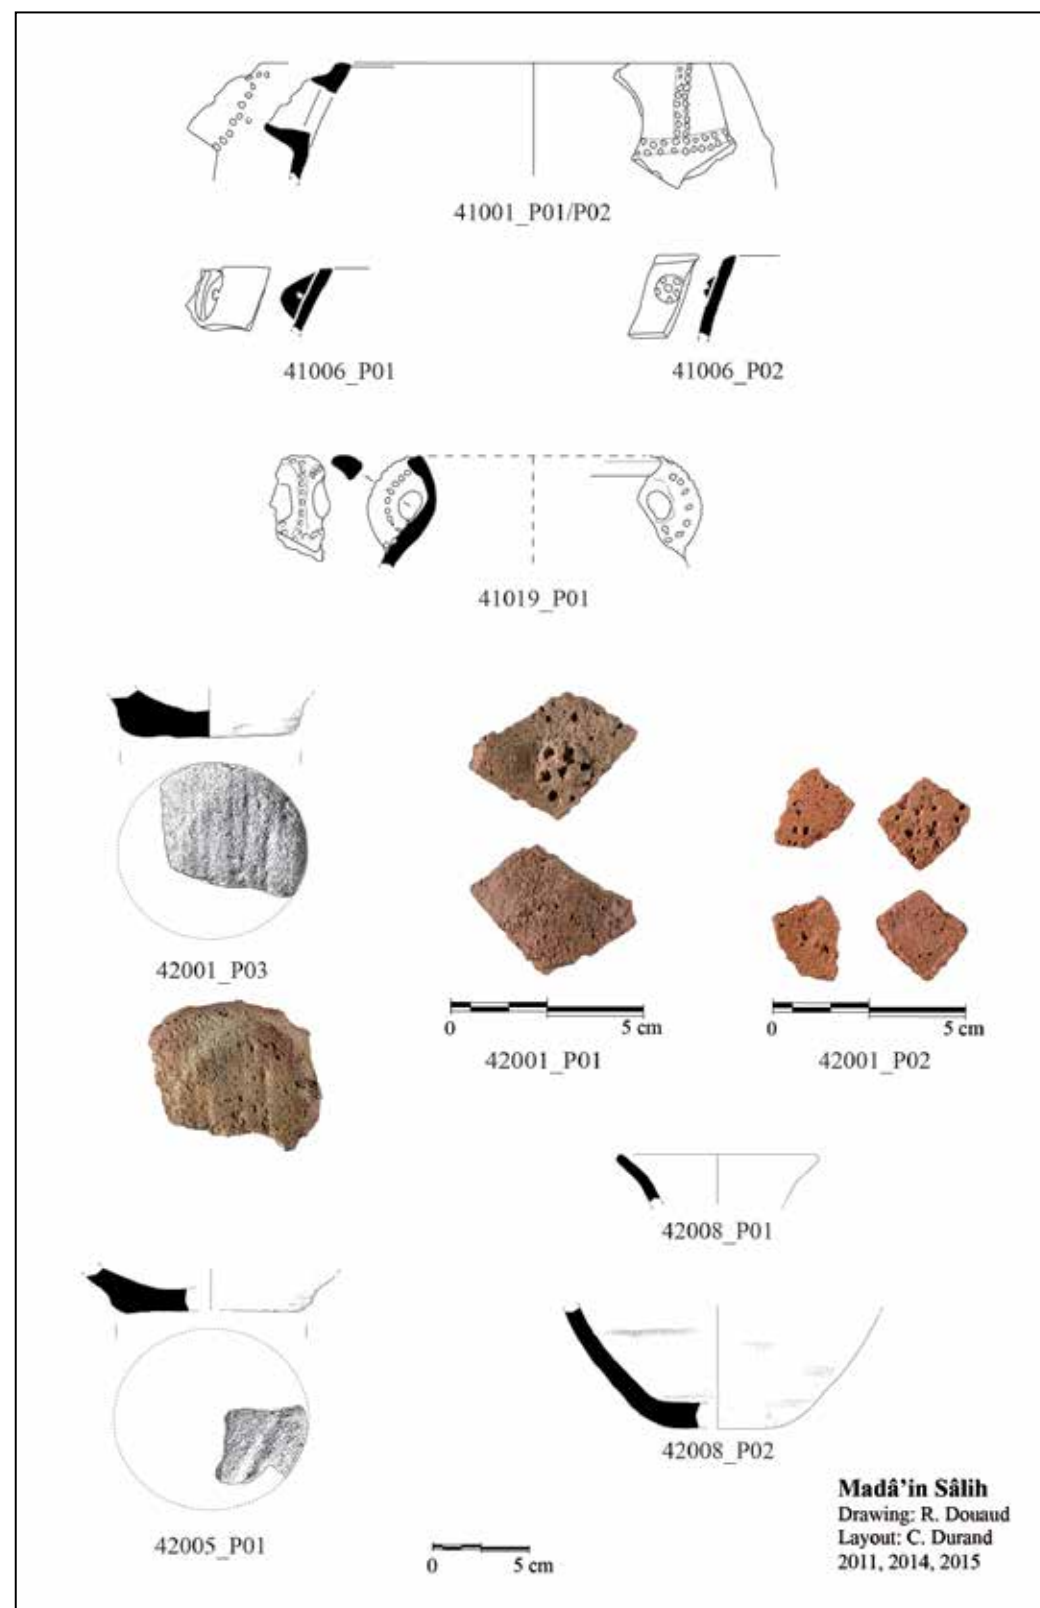 41001_P01/P02
41006_P01
41006_P02
41019_P01
42001_P03
0
5 cm
42001_P01
0
5 cm
42001_P02
42008_P01
42008_P02
42005_P01
0
5 cm
Madâ'in Sâlih
Drawing: R. Douaud
Layout: C. Durand
2011, 2014, 2015